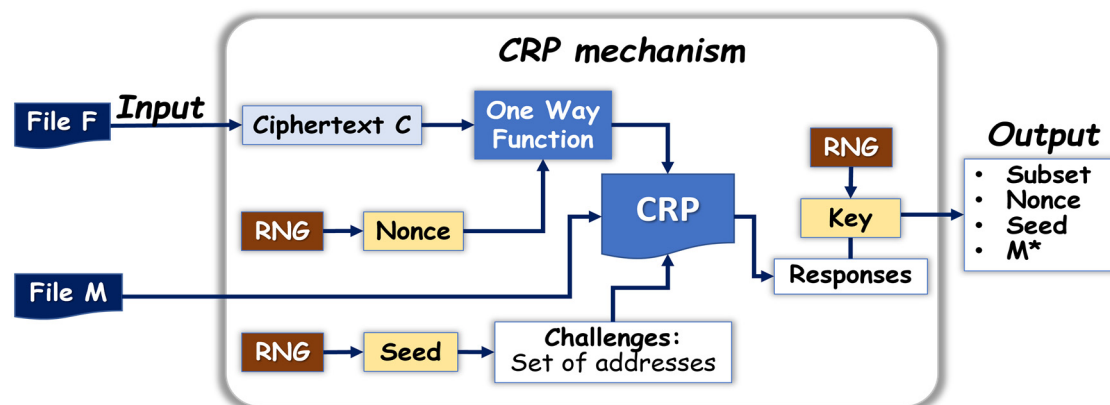 CRP mechanism
File F
Input
Ciphertext C
One Way
Function
RNG
Nonce
CRP
RNG
Key
Output
• Subset
• Nonce
• Seed
• M*
File M
Responses
RNG
Seed
Challenges:
Set of addresses